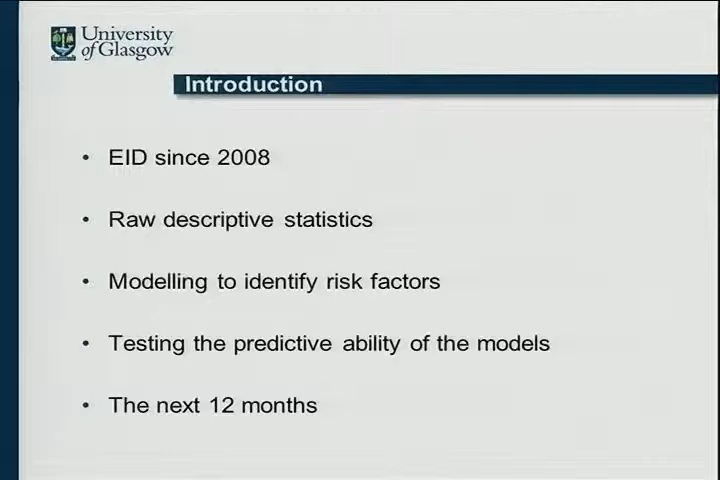 University
of Glasgow
Introduction
• EID since 2008
• Raw descriptive statistics
• Modelling to identify risk factors
• Testing the predictive ability of the models
• The next 12 months